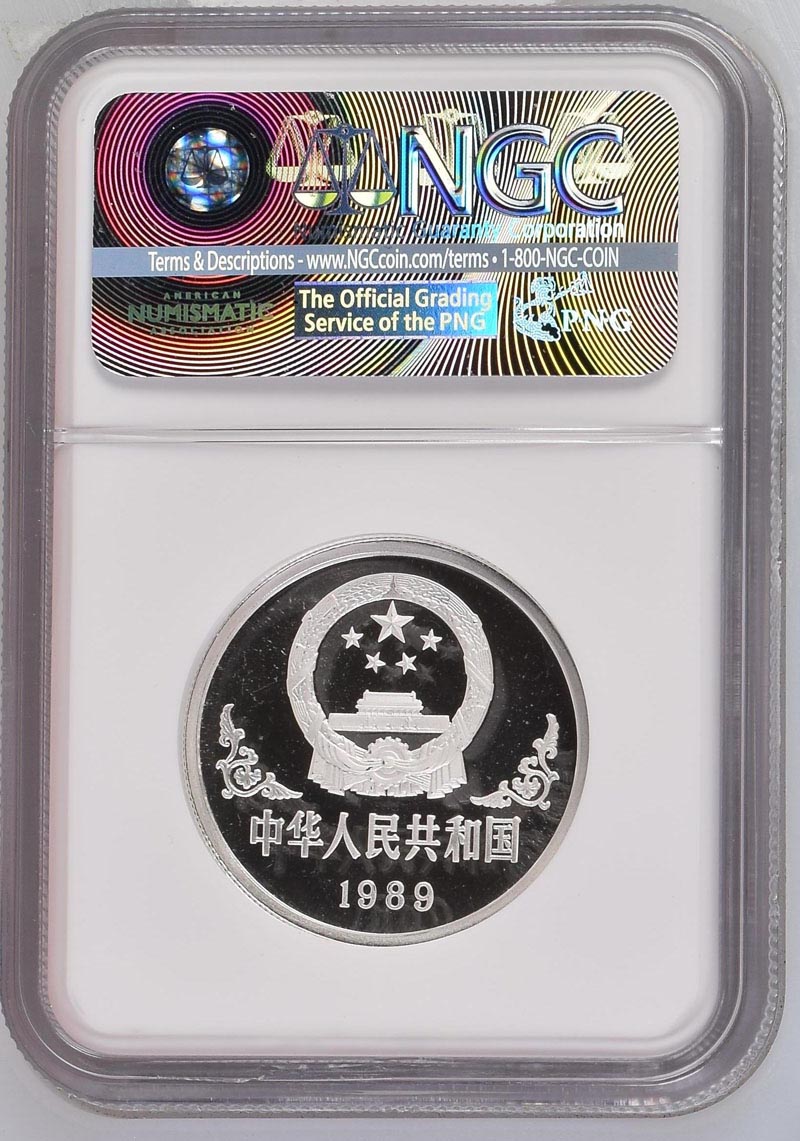 NGC
Numismatic Guaranty Corporation
Terms & Descriptions - www.NGCcoin.com/terms • 1-800-NGC-COIN
AMERICAN
NUMISMATIC
ASSOCIATION
The Official Grading
Service of the PNG
PNG
中华人民共和国
1989